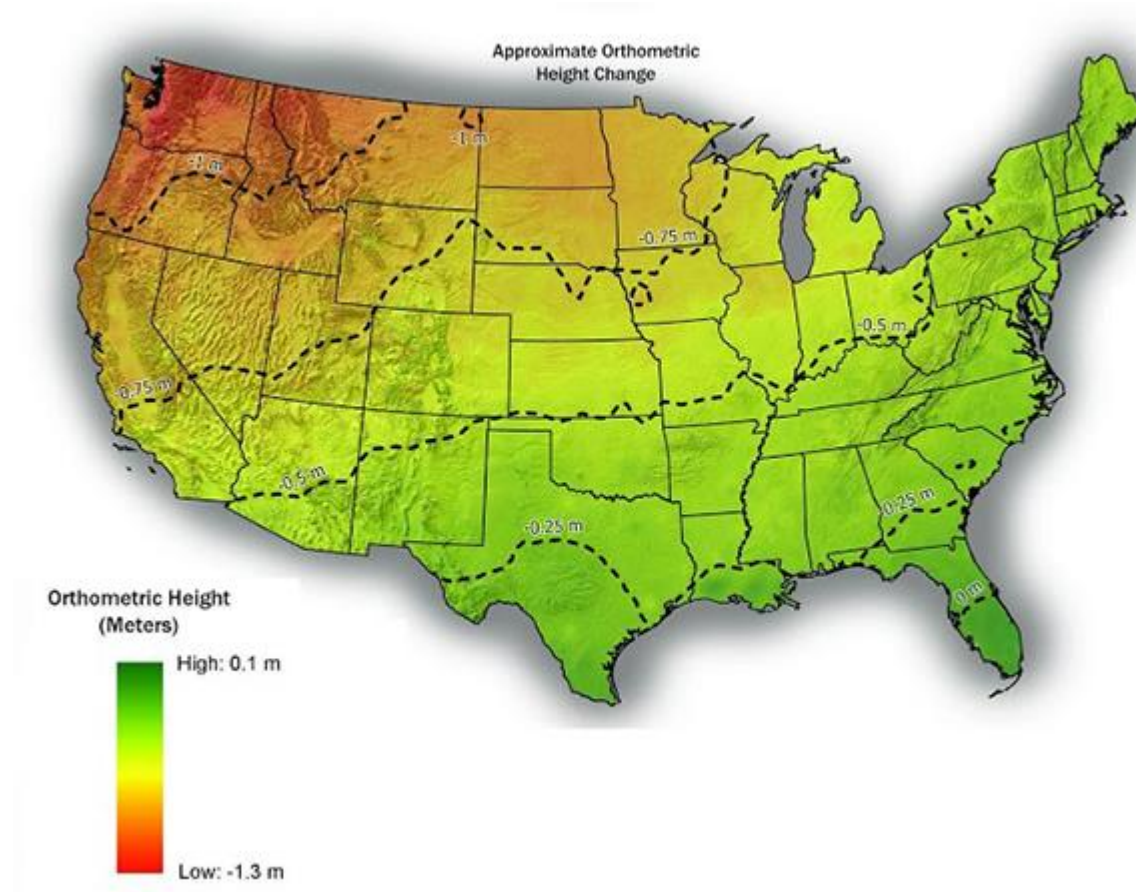 Approximate Orthometric
Height Change
-1 m
-1 m
-0.75 m
-0.5 m
-0.75 m
-0.5 m
-0.25 m
0.25 m
0 m
Orthometric Height
(Meters)
High: 0.1 m
Low: -1.3 m